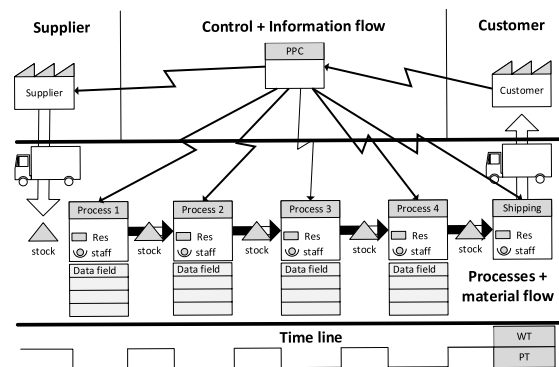 Supplier
Control + Information flow
Customer
PPC
Supplier
Customer
Process 1
Process 2
Process 3
Process 4
Shipping
Res
Res
Res
Res
Res
stock
staff
stock
staff
stock
staff
stock
staff
stock
staff
Data field
Data field
Data field
Data field
Processes +
material flow
Time line
WT
PT